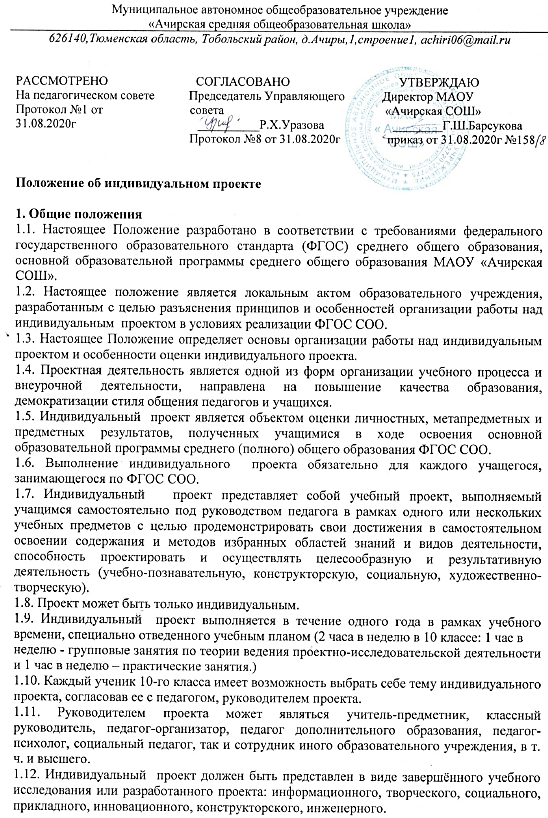 Муниципальное автономное общеобразовательное учреждение
«Ачирская средняя общеобразовательная школа»
626140,Тюменская область, Тобольский район, д.Ачиры,1,строение1, achiri06@mail.ru
РАССМОТРЕНО СОГЛАСОВАНО УТВЕРЖДАЮ
На педагогическом совете Председатель Управляющего Директор МАОУ
Протокол №1 от совета «Ачирская СОШ»
31.08.2020г ___________Р.Х.Уразова ___________Г.Ш.Барсукова
Протокол №8 от 31.08.2020г приказ от 31.08.2020г №158/8
Положение об индивидуальном проекте
1. Общие положения
1.1. Настоящее Положение разработано в соответствии с требованиями федерального
государственного образовательного стандарта (ФГОС) среднего общего образования,
основной образовательной программы среднего общего образования МАОУ «Ачирская
СОШ».
1.2. Настоящее положение является локальным актом образовательного учреждения,
разработанным с целью разъяснения принципов и особенностей организации работы над
индивидуальным проектом в условиях реализации ФГОС СОО.
1.3. Настоящее Положение определяет основы организации работы над индивидуальным
проектом и особенности оценки индивидуального проекта.
1.4. Проектная деятельность является одной из форм организации учебного процесса и
внеурочной деятельности, направлена на повышение качества образования,
демократизации стиля общения педагогов и учащихся.
1.5. Индивидуальный проект является объектом оценки личностных, метапредметных и
предметных результатов, полученных учащимися в ходе освоения основной
образовательной программы среднего (полного) общего образования ФГОС СОО.
1.6. Выполнение индивидуального проекта обязательно для каждого учащегося,
занимающегося по ФГОС СОО.
1.7. Индивидуальный проект представляет собой учебный проект, выполняемый
учащимся самостоятельно под руководством педагога в рамках одного или нескольких
учебных предметов с целью продемонстрировать свои достижения в самостоятельном
освоении содержания и методов избранных областей знаний и видов деятельности,
способность проектировать и осуществлять целесообразную и результативную
деятельность (учебно-познавательную, конструкторскую, социальную, художественно-
творческую).
1.8. Проект может быть только индивидуальным.
1.9. Индивидуальный проект выполняется в течение одного года в рамках учебного
времени, специально отведенного учебным планом (2 часа в неделю в 10 классе: 1 час в
неделю - групповые занятия по теории ведения проектно-исследовательской деятельности
и 1 час в неделю – практические занятия.)
1.10. Каждый ученик 10-го класса имеет возможность выбрать себе тему индивидуального
проекта, согласовав ее с педагогом, руководителем проекта.
1.11. Руководителем проекта может являться учитель-предметник, классный
руководитель, педагог-организатор, педагог дополнительного образования, педагог-
психолог, социальный педагог, так и сотрудник иного образовательного учреждения, в т.
ч. и высшего.
1.12. Индивидуальный проект должен быть представлен в виде завершённого учебного
исследования или разработанного проекта: информационного, творческого, социального,
прикладного, инновационного, конструкторского, инженерного.